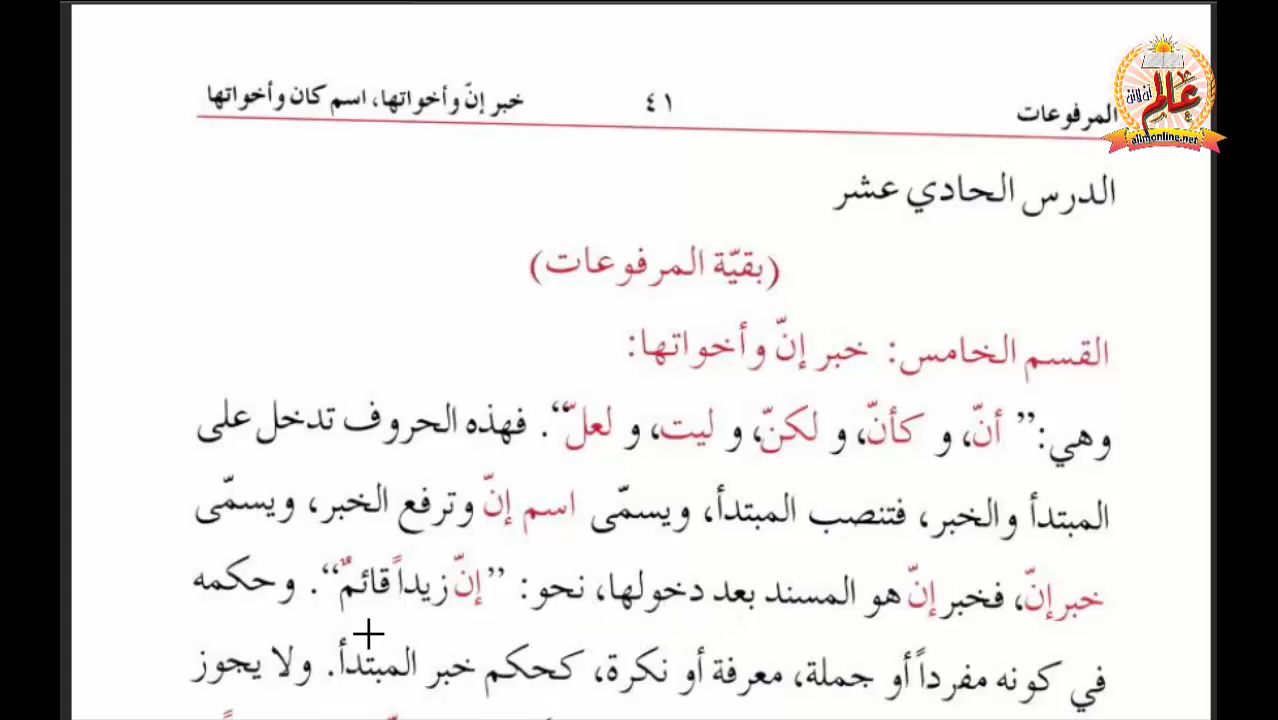 المرفوعات ٤١ خبر إنّ وأخواتها، اسم كان وأخواتها
عالم آن لائن
alimonline.net
الدرس الحادي عشر
(بقيّة المرفوعات)
القسم الخامس: خبر إنّ وأخواتها:
وهي: ”أنّ، و كأنّ، و لكنّ، و ليت، و لعلّ“. فهذه الحروف تدخل على
المبتدأ والخبر، فتنصب المبتدأ، ويسمّى اسم إنّ وترفع الخبر، ويسمّى
خبر إنّ، فخبر إنّ هو المسند بعد دخولها، نحو: ”إنّ زيداً قائمٌ“. وحكمه
في كونه مفرداً أو جملة، معرفة أو نكرة، كحكم خبر المبتدأ. ولا يجوز